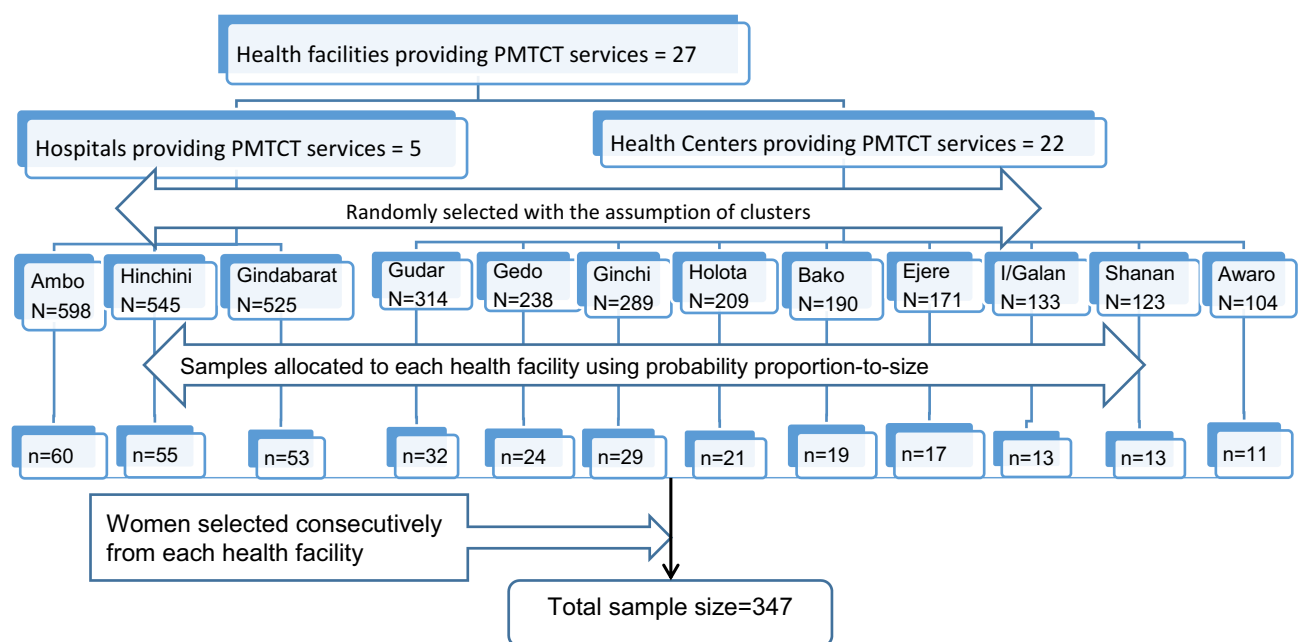 Health facilities providing PMTCT services = 27
Hospitals providing PMTCT services = 5
Health Centers providing PMTCT services = 22
Randomly selected with the assumption of clusters
Ambo
N=598
Hinchini
N=545
Gindabarat
N=525
Gudar
N=314
Gedo
N=238
Ginchi
N=289
Holota
N=209
Bako
N=190
Ejere
N=171
I/Galan
N=133
Shanan
N=123
Awaro
N=104
Samples allocated to each health facility using probability proportion-to-size
n=60
n=55
n=53
n=32
n=24
n=29
n=21
n=19
n=17
n=13
n=13
n=11
Women selected consecutively
from each health facility
Total sample size=347